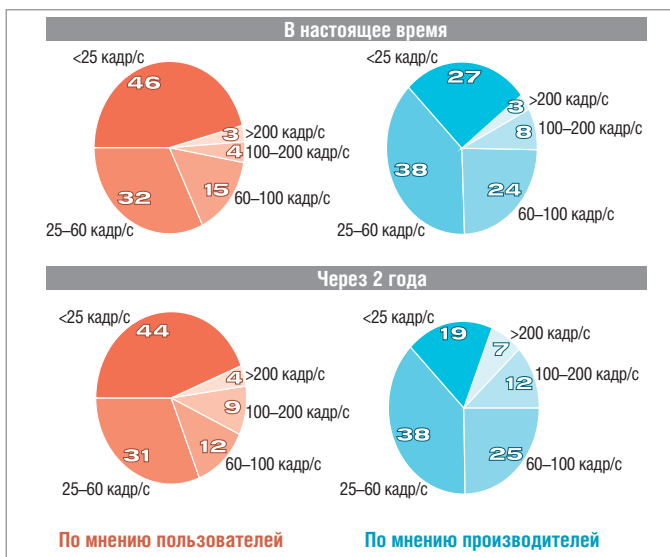 В настоящее время
<25 кадр/с
46
>200 кадр/с
3
100–200 кадр/с
4
60–100 кадр/с
15
25–60 кадр/с
32
<25 кадр/с
27
>200 кадр/с
3
100–200 кадр/с
8
60–100 кадр/с
24
25–60 кадр/с
38
Через 2 года
<25 кадр/с
44
>200 кадр/с
4
100–200 кадр/с
9
60–100 кадр/с
12
25–60 кадр/с
31
<25 кадр/с
19
>200 кадр/с
7
100–200 кадр/с
12
60–100 кадр/с
25
25–60 кадр/с
38
По мнению пользователей
По мнению производителей